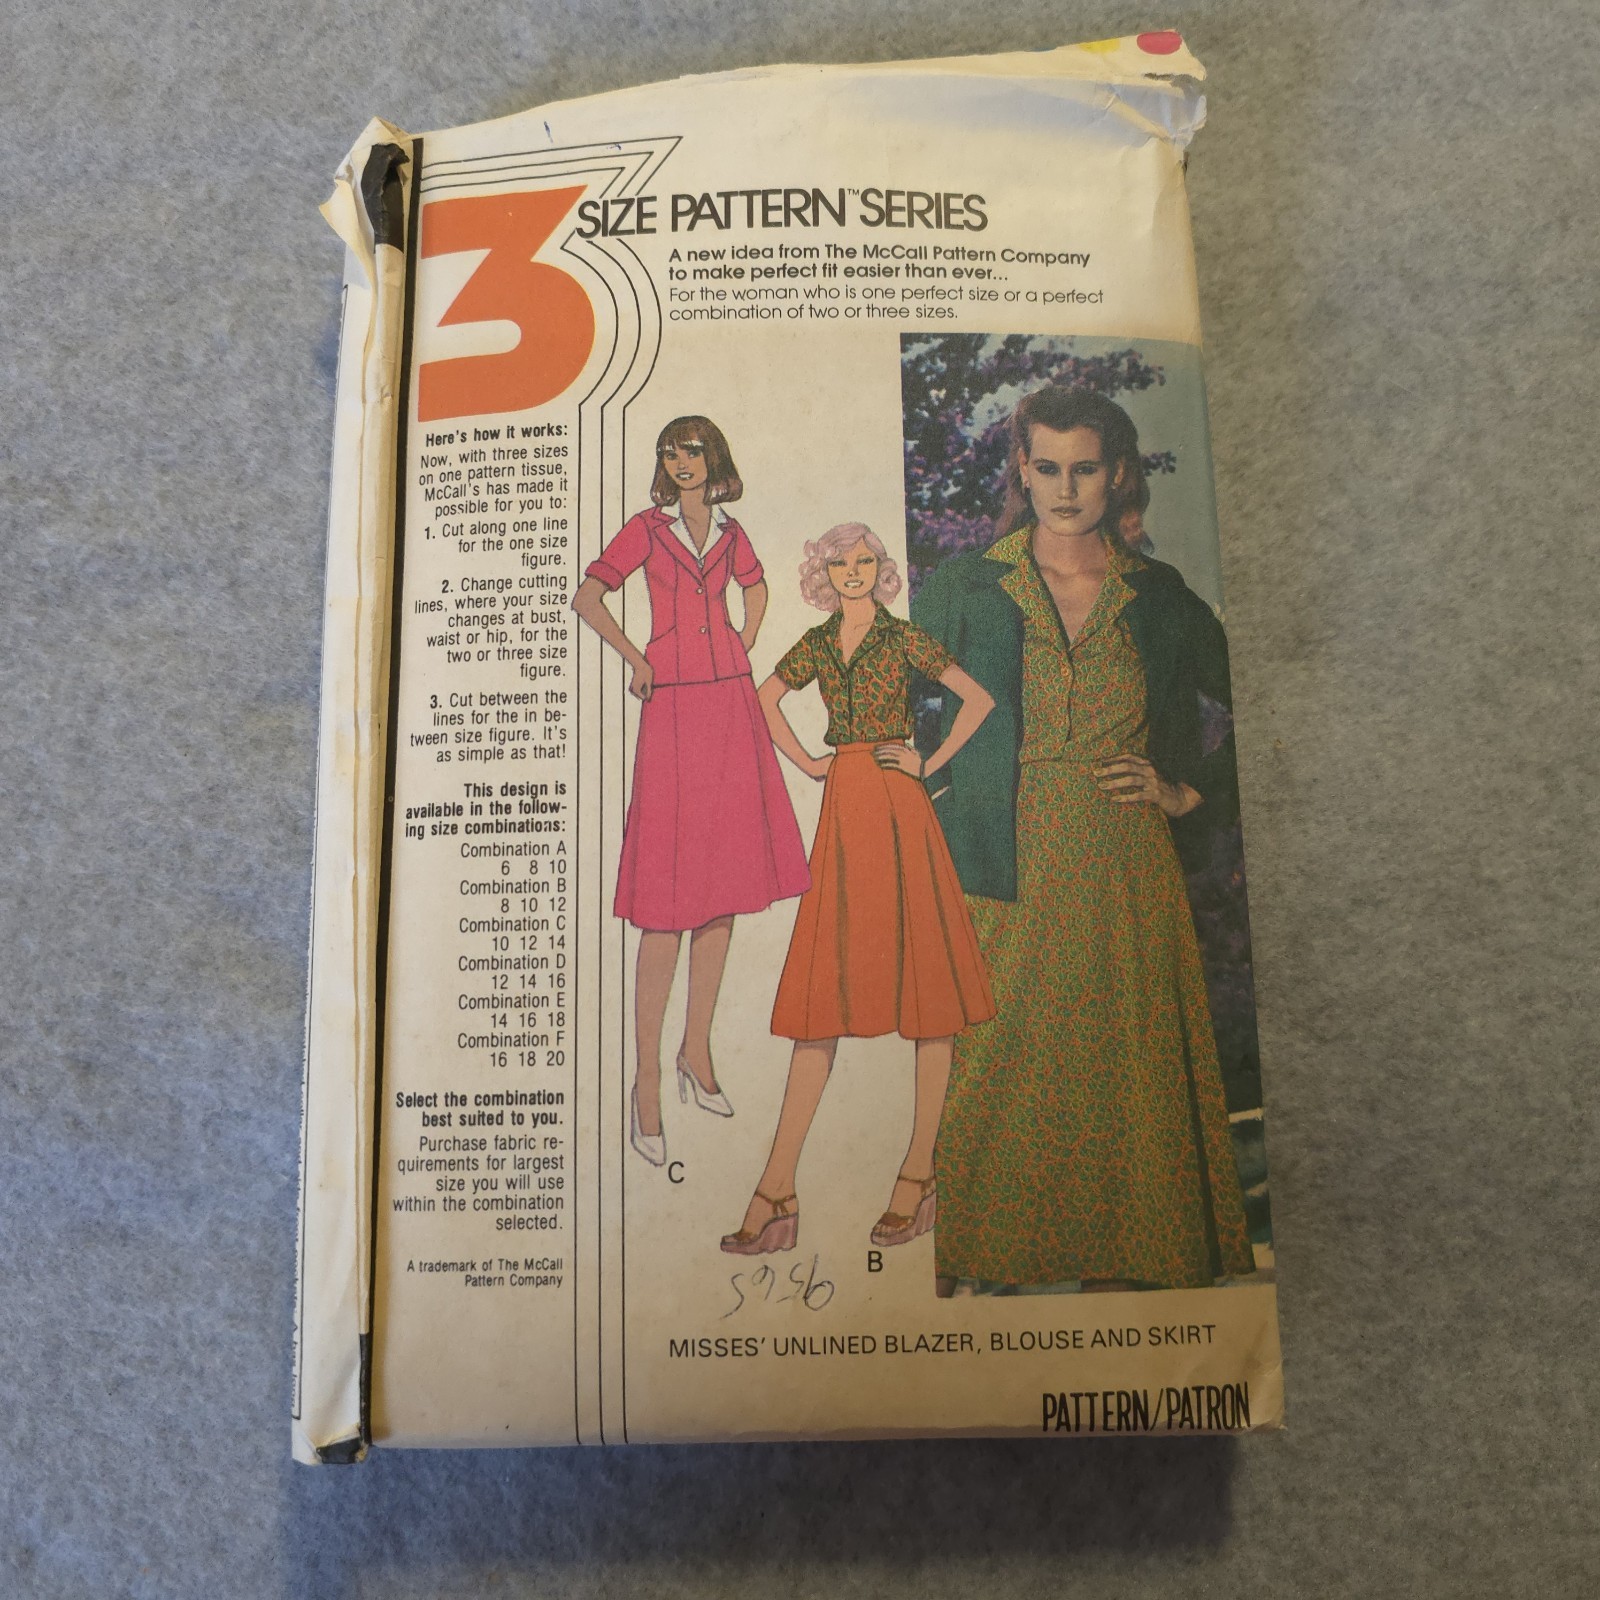 3 SIZE PATTERN™ SERIES
A new idea from The McCall Pattern Company
to make perfect fit easier than ever...
For the woman who is one perfect size or a perfect
combination of two or three sizes.
Here's how it works:
Now, with three sizes
on one pattern tissue,
McCall's has made it
possible for you to:
1. Cut along one line
for the one size
figure.
2. Change cutting
lines, where your size
changes at bust,
waist or hip, for the
two or three size
figure.
3. Cut between the
lines for the in be-
tween size figure. It's
as simple as that!
This design is
available in the follow-
ing size combinations:
Combination A
6 8 10
Combination B
8 10 12
Combination C
10 12 14
Combination D
12 14 16
Combination E
14 16 18
Combination F
16 18 20
Select the combination
best suited to you.
Purchase fabric re-
quirements for largest
size you will use
within the combination
selected.
A trademark of The McCall
Pattern Company
C
B
MISSES' UNLINED BLAZER, BLOUSE AND SKIRT
PATTERN/PATRON